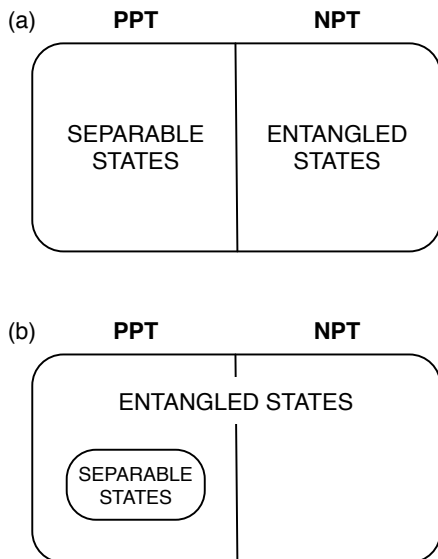 (a) PPT NPT
SEPARABLE ENTANGLED
STATES STATES
(b) PPT NPT
ENTANGLED STATES
SEPARABLE
STATES